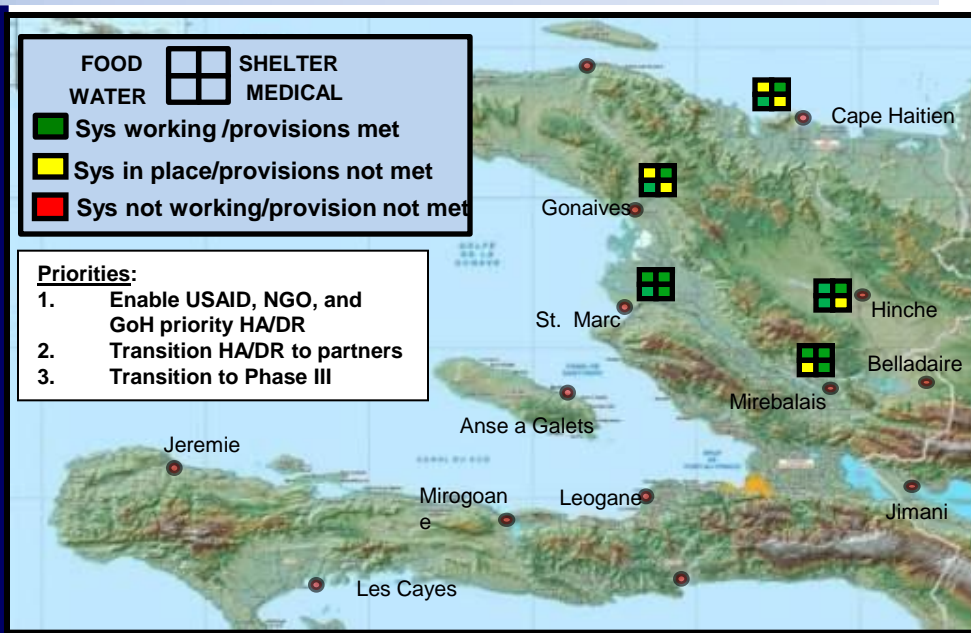 FOOD SHELTER
WATER MEDICAL
Sys working /provisions met
Sys in place/provisions not met
Sys not working/provision not met
Priorities:
1. Enable USAID, NGO, and
GoH priority HA/DR
2. Transition HA/DR to partners
3. Transition to Phase III
Cape Haitien
Gonaives
St. Marc
Hinche
Belladaire
Mirebalais
Anse a Galets
Jeremie
Mirogoan
e
Leogane
Jimani
Les Cayes